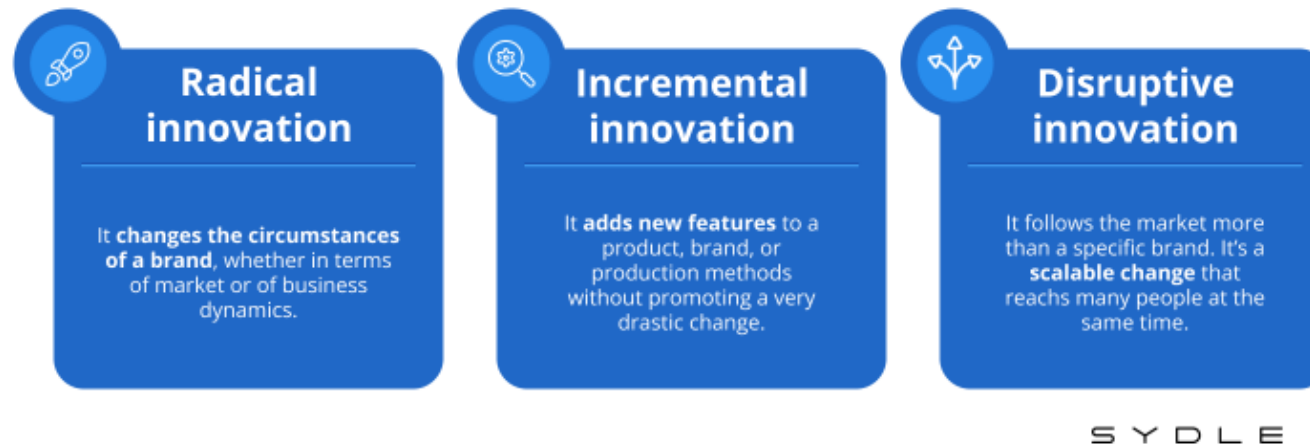 Radical
innovation
It changes the circumstances
of a brand, whether in terms
of market or of business
dynamics.
Incremental
innovation
It adds new features to a
product, brand, or
production methods
without promoting a very
drastic change.
Disruptive
innovation
It follows the market more
than a specific brand. It’s a
scalable change that
reachs many people at the
same time.
SYDLE